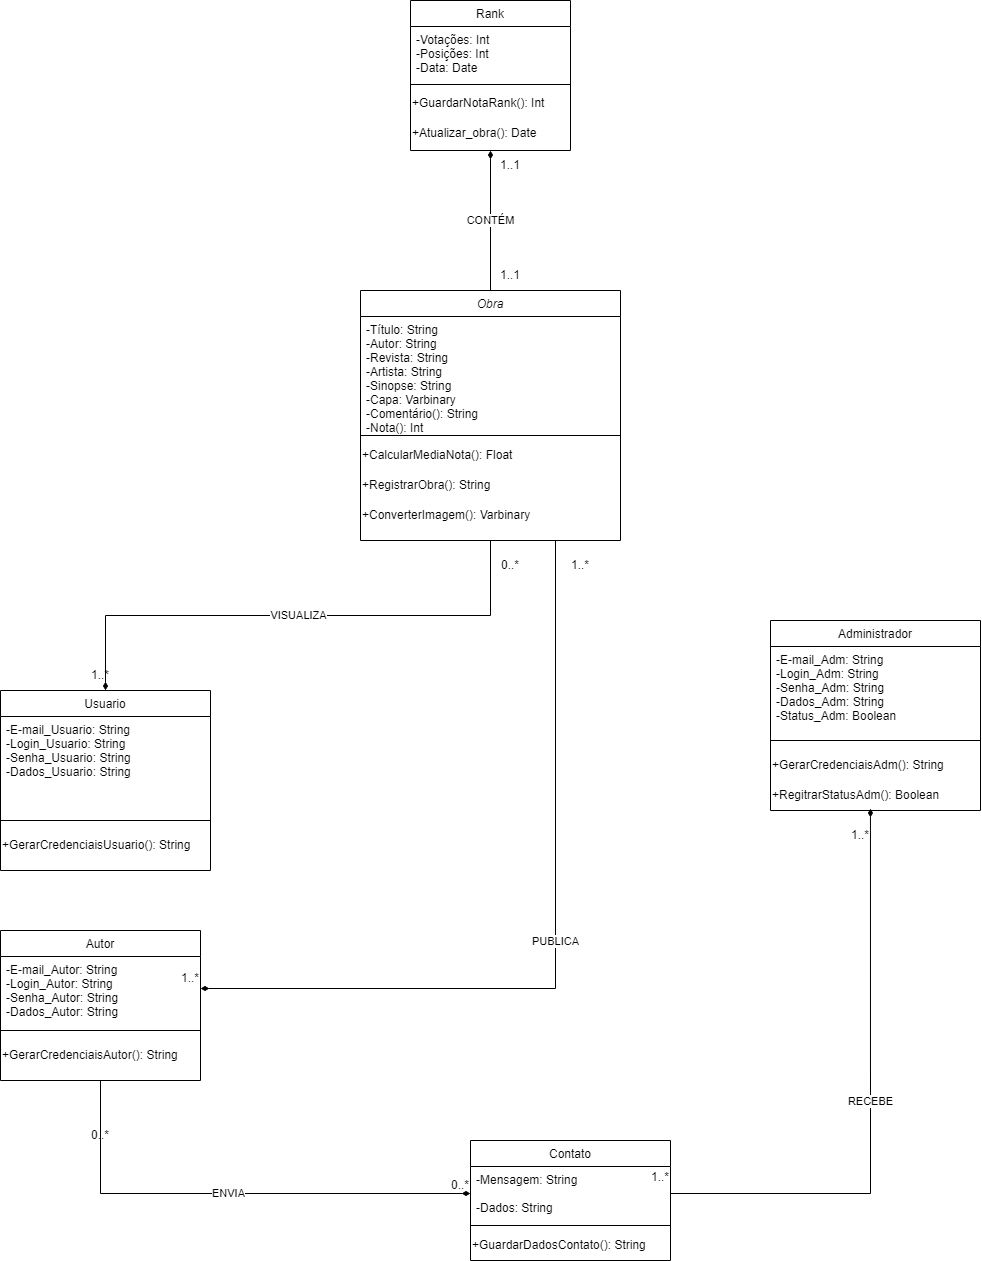 Rank
-Votações: Int
-Posições: Int
-Data: Date
+GuardarNotaRank(): Int
+Atualizar_obra(): Date
1..1
CONTÉM
1..1
Obra
-Título: String
-Autor: String
-Revista: String
-Artista: String
-Sinopse: String
-Capa: Varbinary
-Comentário(): String
-Nota(): Int
+CalcularMediaNota(): Float
+RegistrarObra(): String
+ConverterImagem(): Varbinary
0..*
1..*
VISUALIZA
1..*
Usuario
-E-mail_Usuario: String
-Login_Usuario: String
-Senha_Usuario: String
-Dados_Usuario: String
+GerarCredenciaisUsuario(): String
Administrador
-E-mail_Adm: String
-Login_Adm: String
-Senha_Adm: String
-Dados_Adm: String
-Status_Adm: Boolean
+GerarCredenciaisAdm(): String
+RegitrarStatusAdm(): Boolean
1..*
PUBLICA
Autor
-E-mail_Autor: String
-Login_Autor: String
-Senha_Autor: String
-Dados_Autor: String
+GerarCredenciaisAutor(): String
1..*
RECEBE
0..*
ENVIA
0..*
Contato
-Mensagem: String
-Dados: String
+GuardarDadosContato(): String
1..*